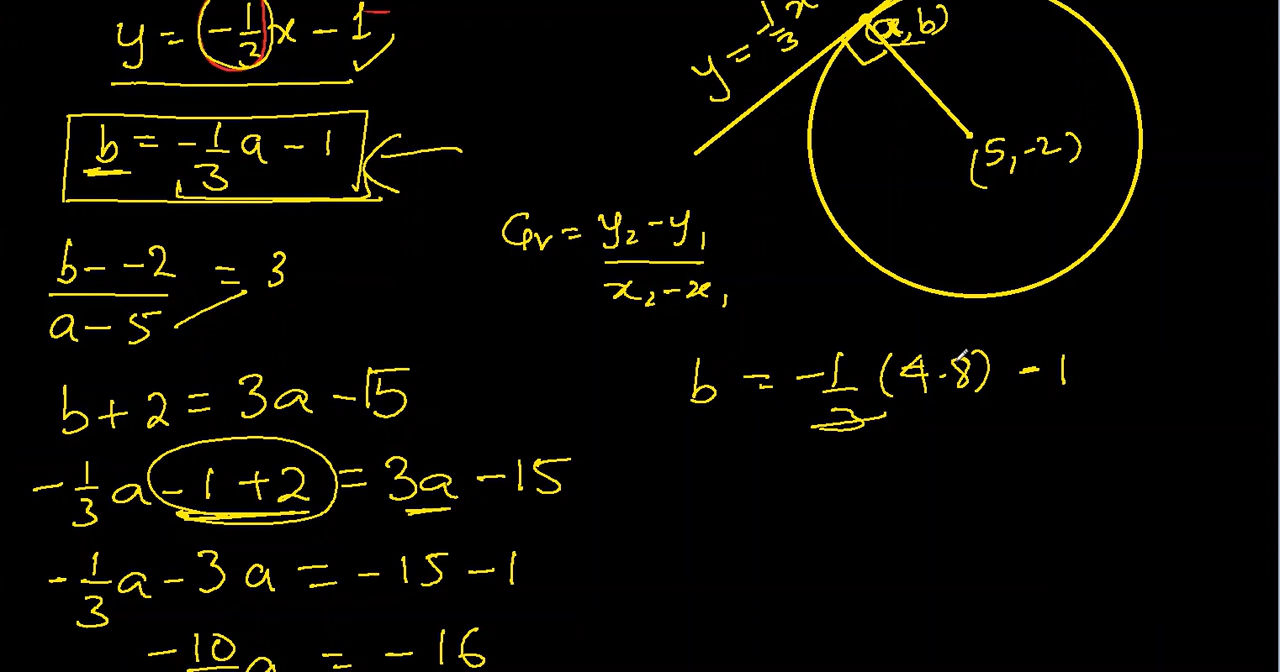 y = (-1/3)x - 1
b = -1/3 a - 1
b - -2 / a - 5 = 3
b + 2 = 3a - 15
-1/3 a - 1 + 2 = 3a - 15
-1/3 a - 3a = -15 - 1
-10 a = -16
y = -1/3 x
(a, b)
(5, -2)
Gr = y₂ - y₁ / x₂ - x₁
b = -1/3 (4.8) - 1